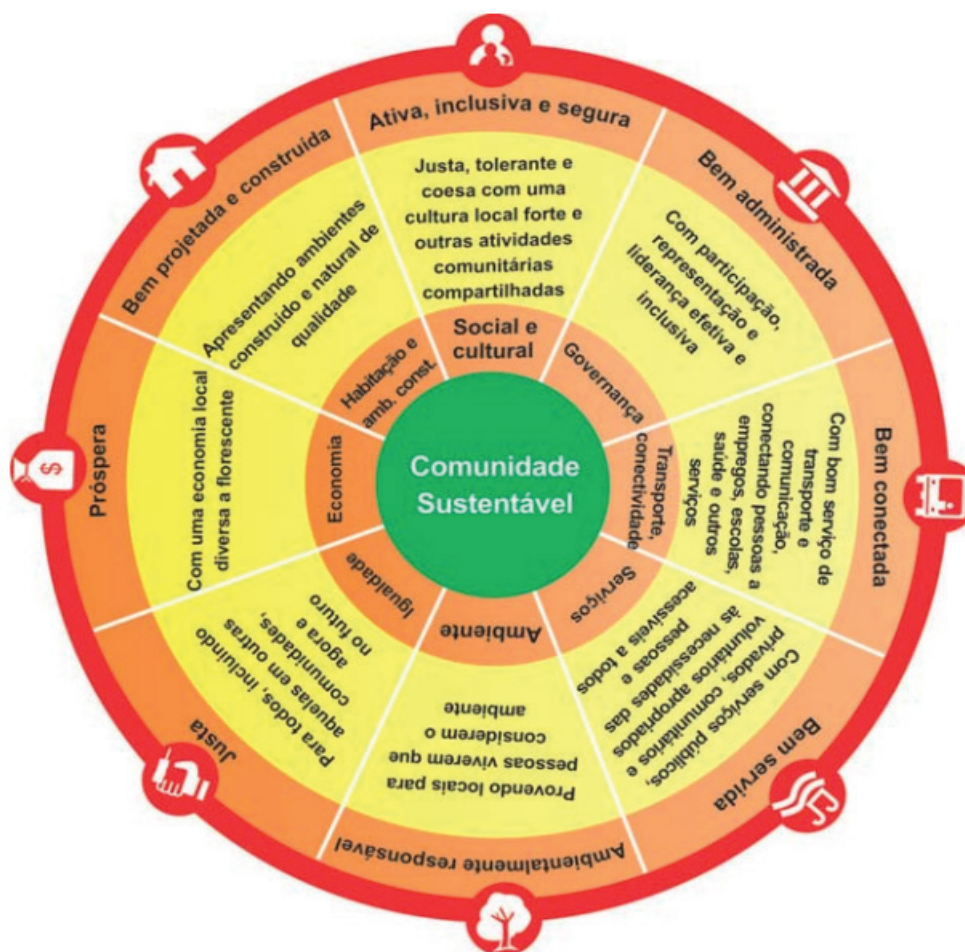 Comunidade
Sustentável
Ativa, inclusiva e segura
Justa, tolerante e
coesa com uma
cultura local forte e
outras atividades
comunitárias
compartilhadas
Social e
cultural
Bem administrada
Com participação,
representação e
liderança efetiva e
inclusiva
Governança
Bem conectada
Com bom serviço de
transporte e
comunicação,
conectando pessoas a
empregos, escolas,
saúde e outros
serviços
Transporte,
conectividade
Bem servida
Com serviços públicos,
privados, comunitários e
voluntários apropriados
às necessidades das
pessoas e
acessíveis a todos
Serviços
Ambientalmente responsável
Provendo locais para
pessoas viverem que
considerem o
ambiente
Ambiente
Justa
Para todos, incluindo
aquelas em outras
comunidades,
agora e
no futuro
Igualdade
Próspera
Com uma economia local
diversa a florescente
Economia
Bem projetada e construída
Apresentando ambientes
construído e natural de
qualidade
Habitação e
amb. const.
$